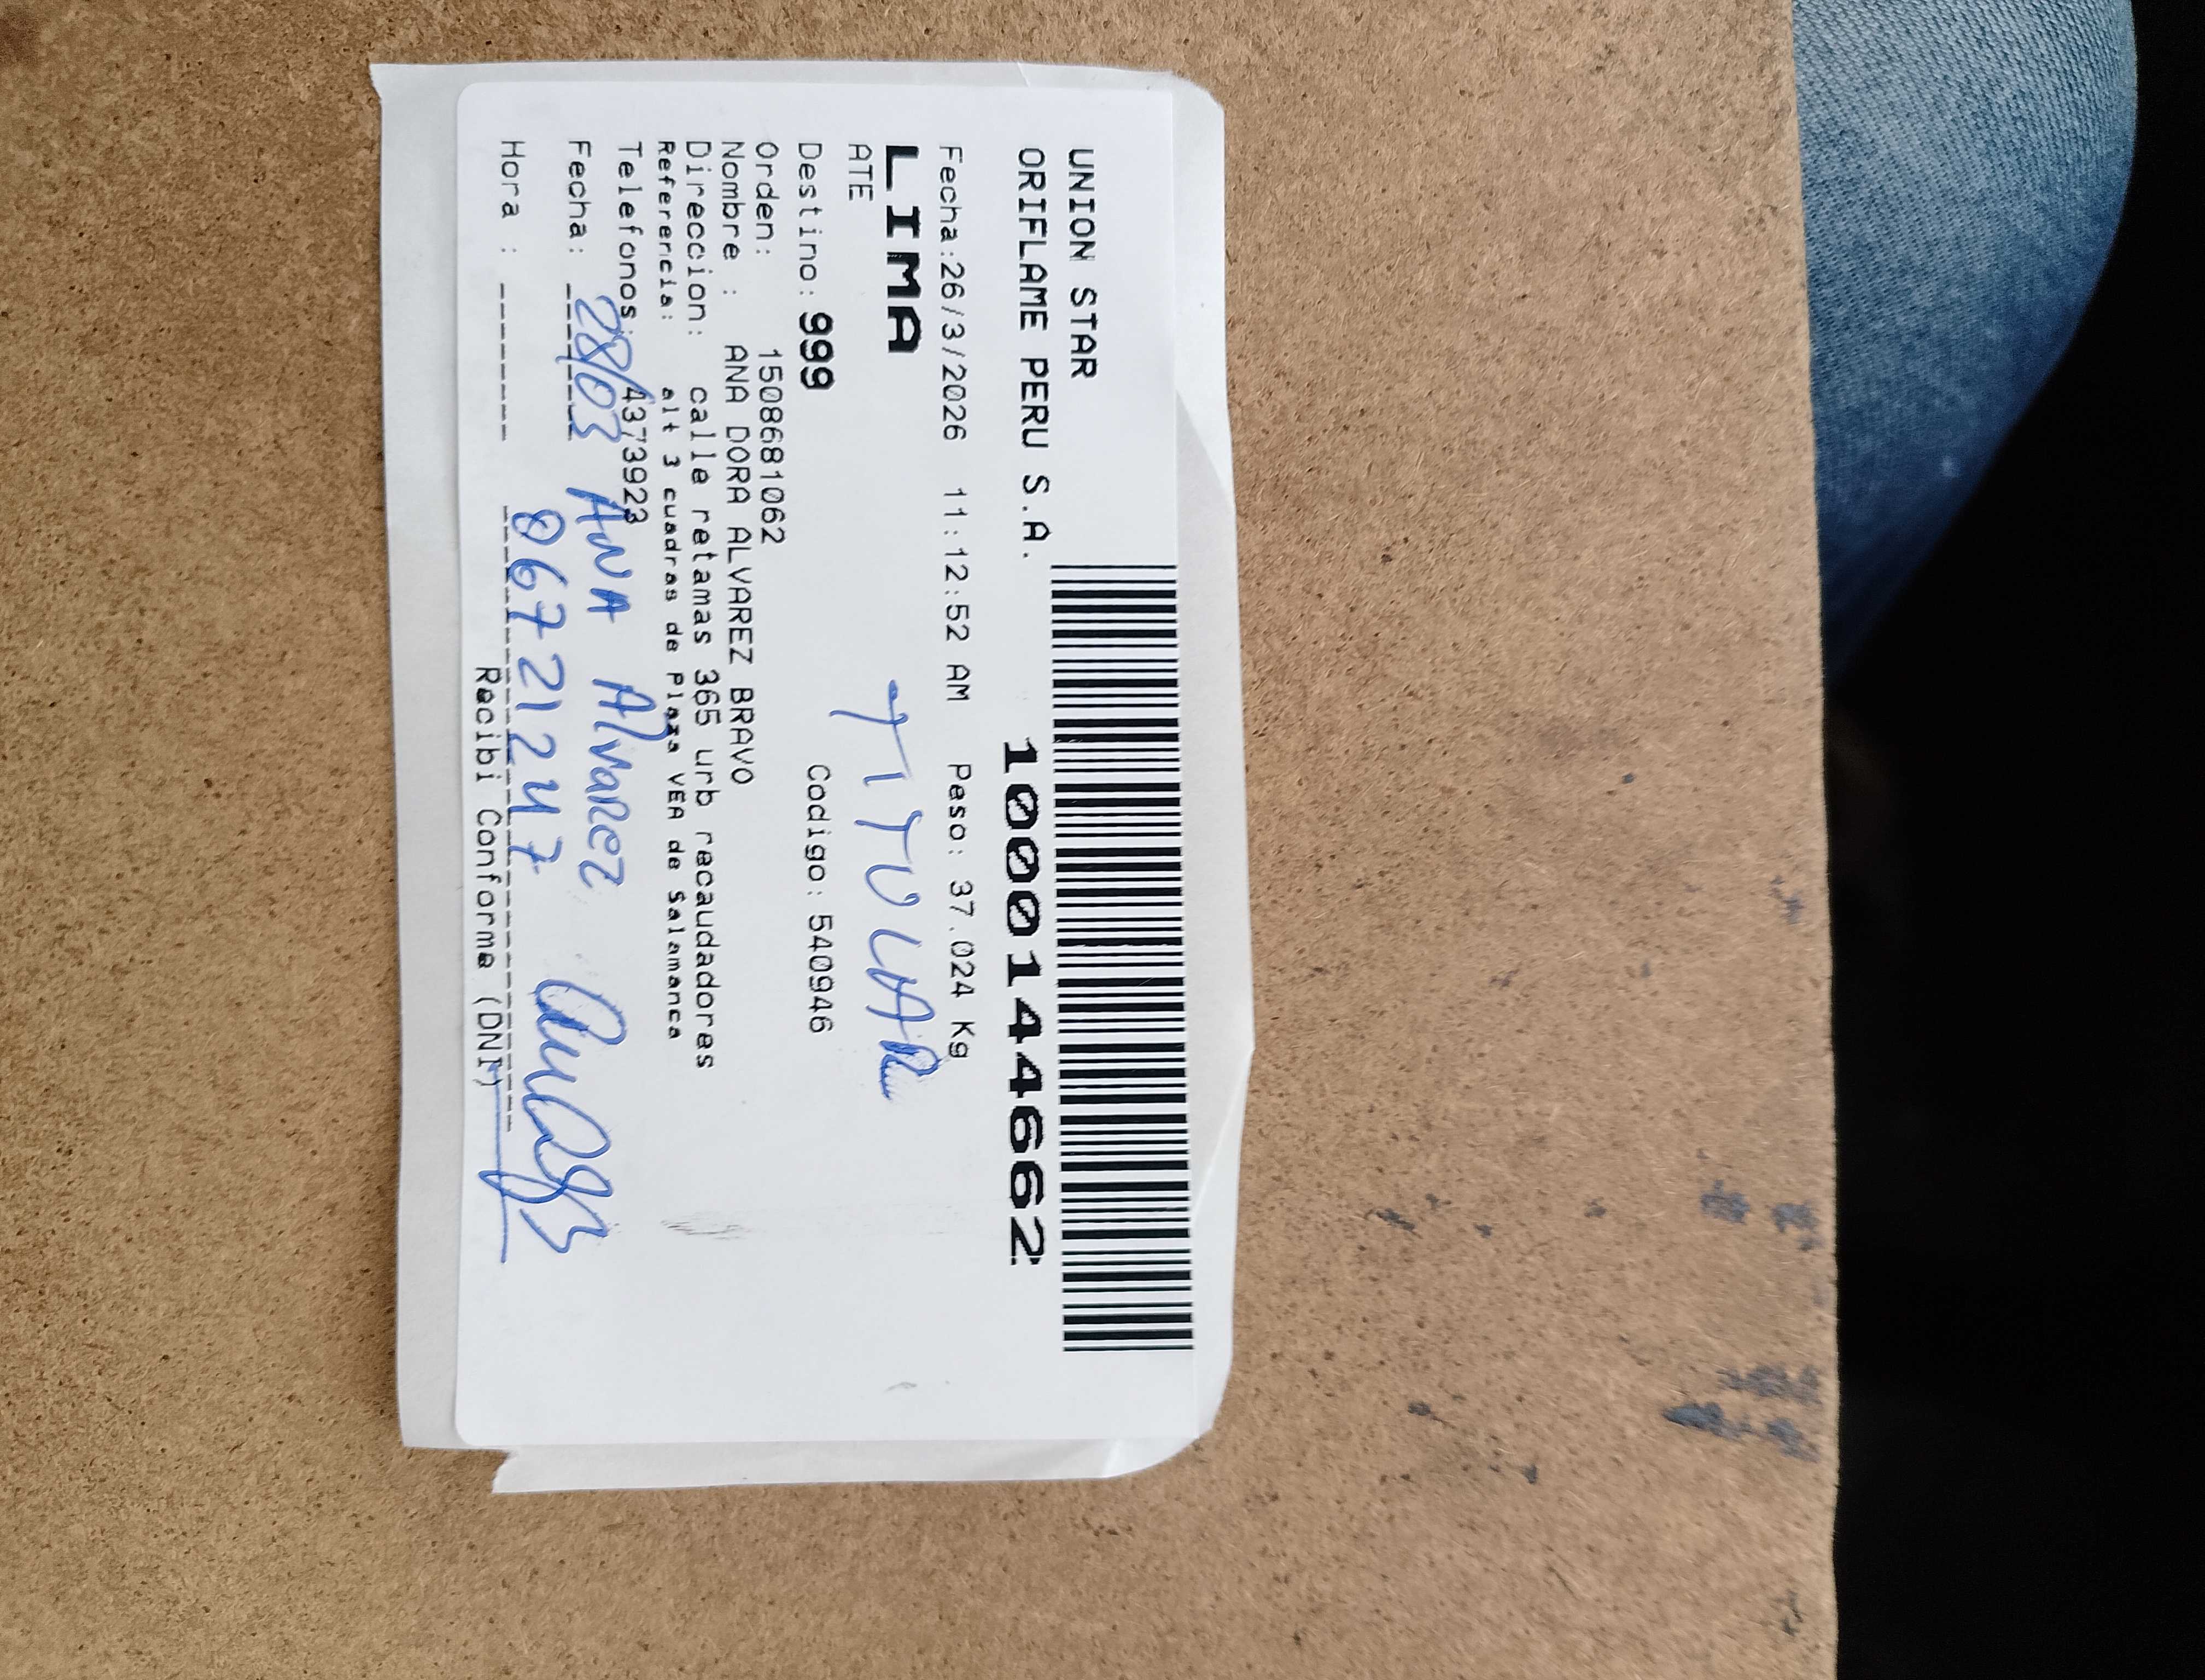 UNION STAR
ORIFLAME PERU S.A.
10001446662
Fecha:26/3/2026 11:12:52 AM Peso: 37.024 Kg
LIMA
TITULAR
ATE
Destino: 999 Codigo: 540946
Orden: 1508681062
Nombre : ANA DORA ALVAREZ BRAVO
Direccion: calle retamas 365 urb recaudadores
Referencia: alt 3 cuadras de Plaza VEA de Salamanca
Telefonos: 4373923
Fecha: 28/03 ANA Alvarez
Hora : 06721247
Recibi Conforme (DNI)